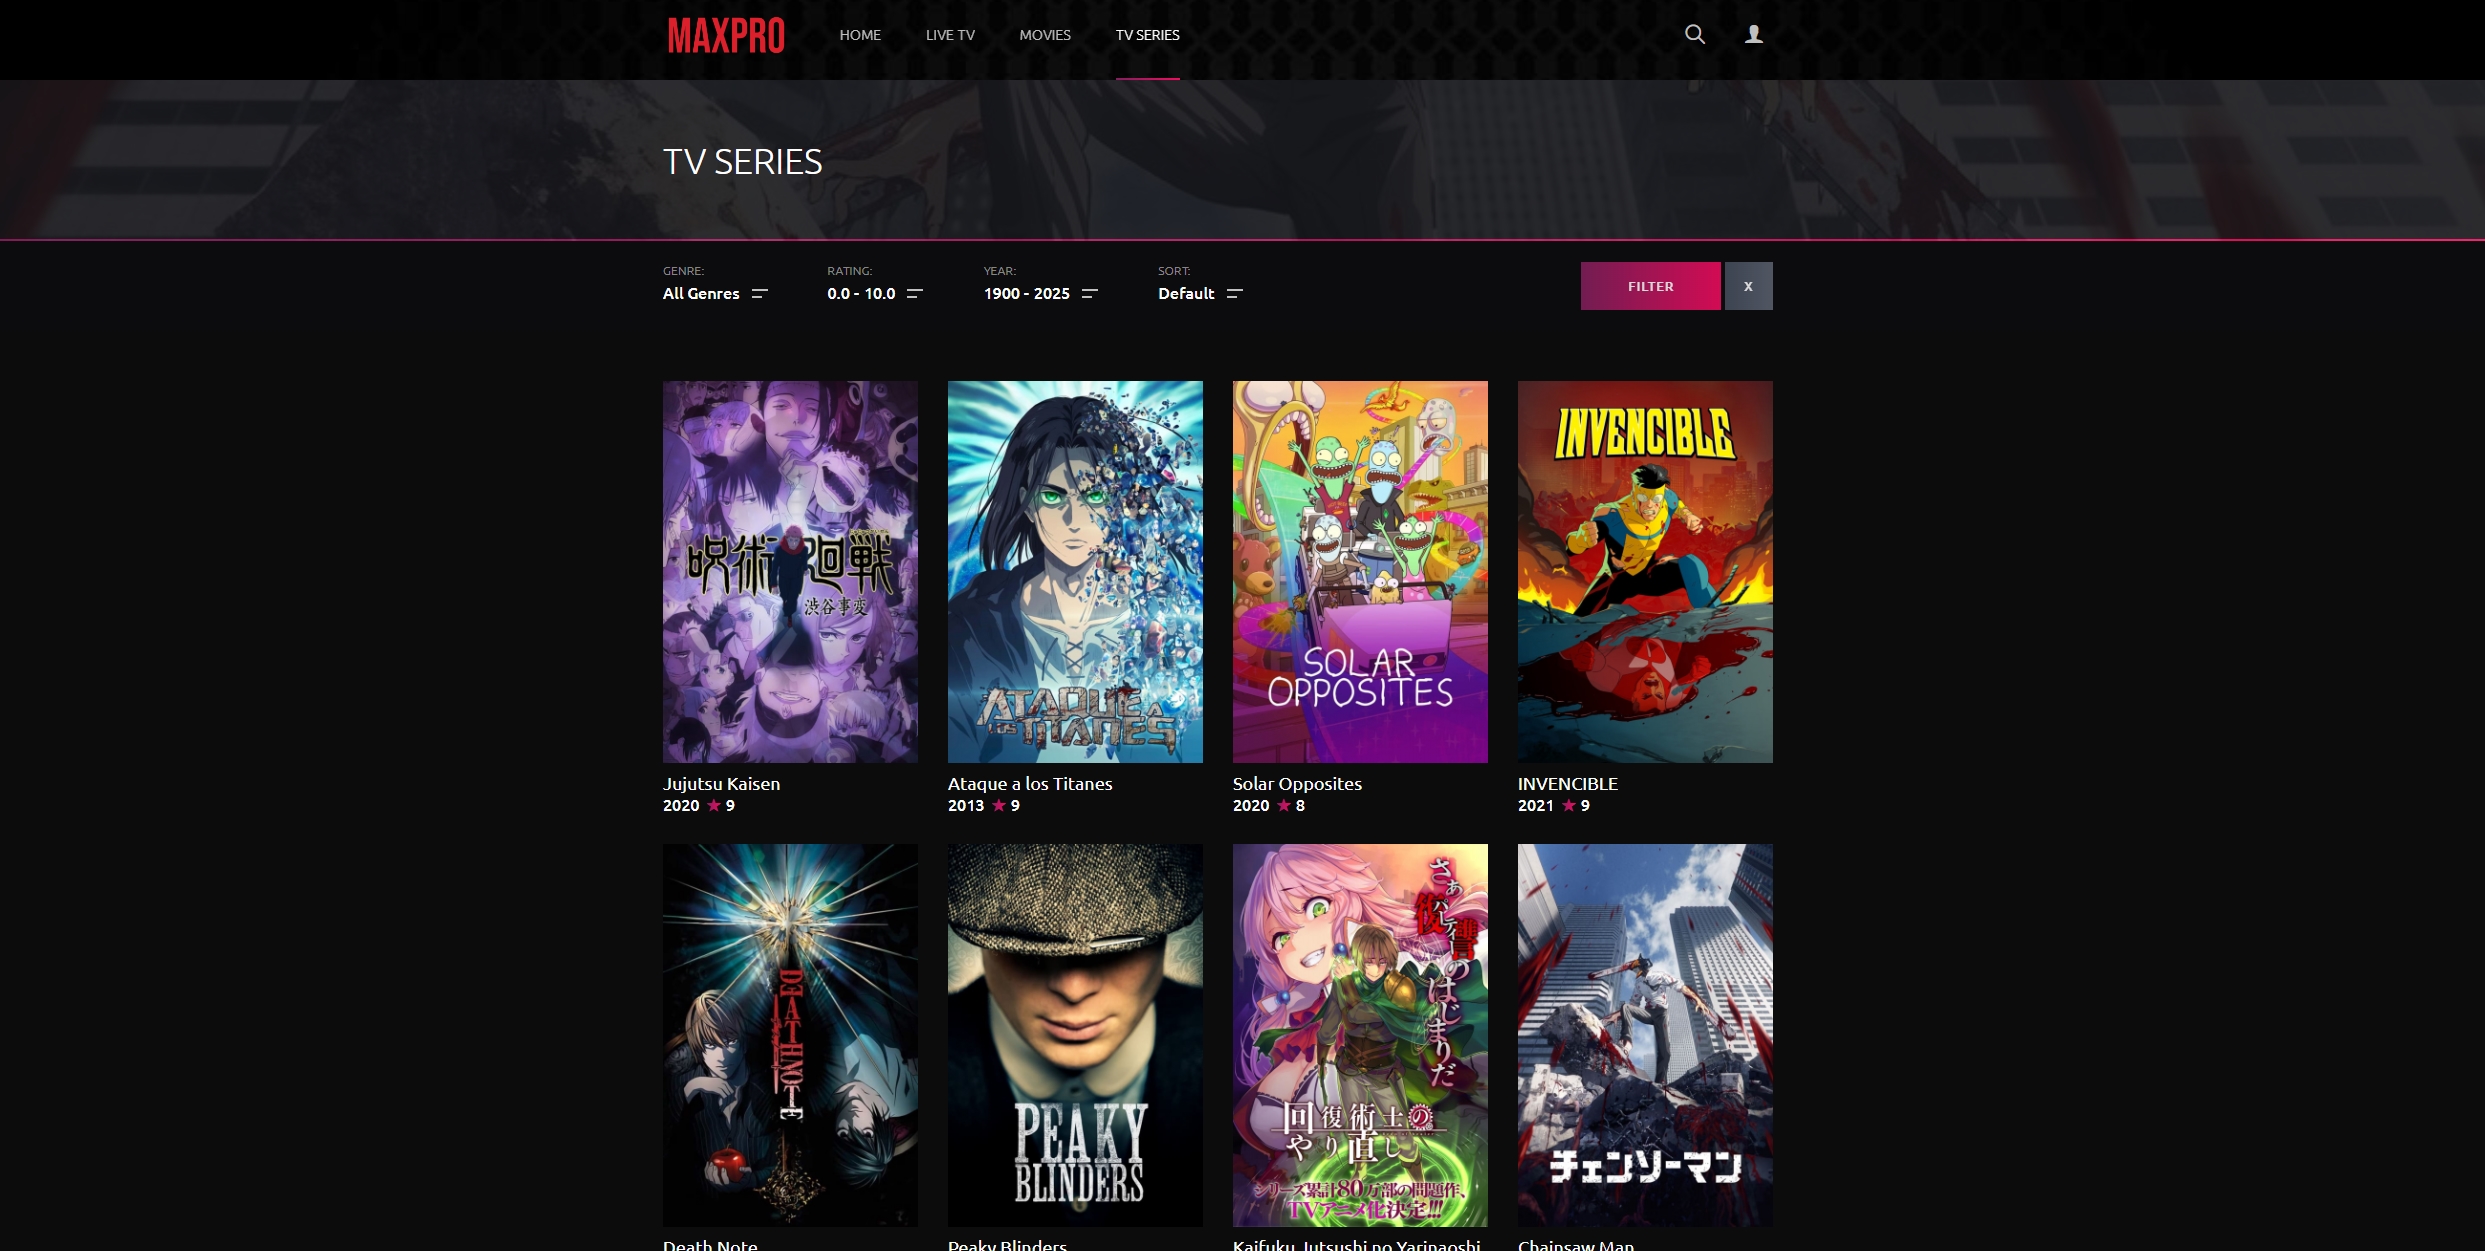 MAXPRO
HOME LIVE TV MOVIES TV SERIES
TV SERIES
GENRE: RATING: YEAR: SORT:
All Genres 0.0 - 10.0 1900 - 2025 Default
FILTER X
呪術廻戦
渋谷事変
ATAQUE A
LOS TITANES
SOLAR
OPPOSITES
INVENCIBLE
Jujutsu Kaisen
2020 ★ 9
Ataque a los Titanes
2013 ★ 9
Solar Opposites
2020 ★ 8
INVENCIBLE
2021 ★ 9
DEATH NOTE
PEAKY
BLINDERS
さあ
復讐
パーティー
のはじまりだ
回復術士の
やり直し
シリーズ累計80万部の問題作、
TVアニメ化決定!!!
チェンソーマン
Death Note
Peaky Blinders
Kaifuku Jutsushi no Yarinaoshi
Chainsaw Man